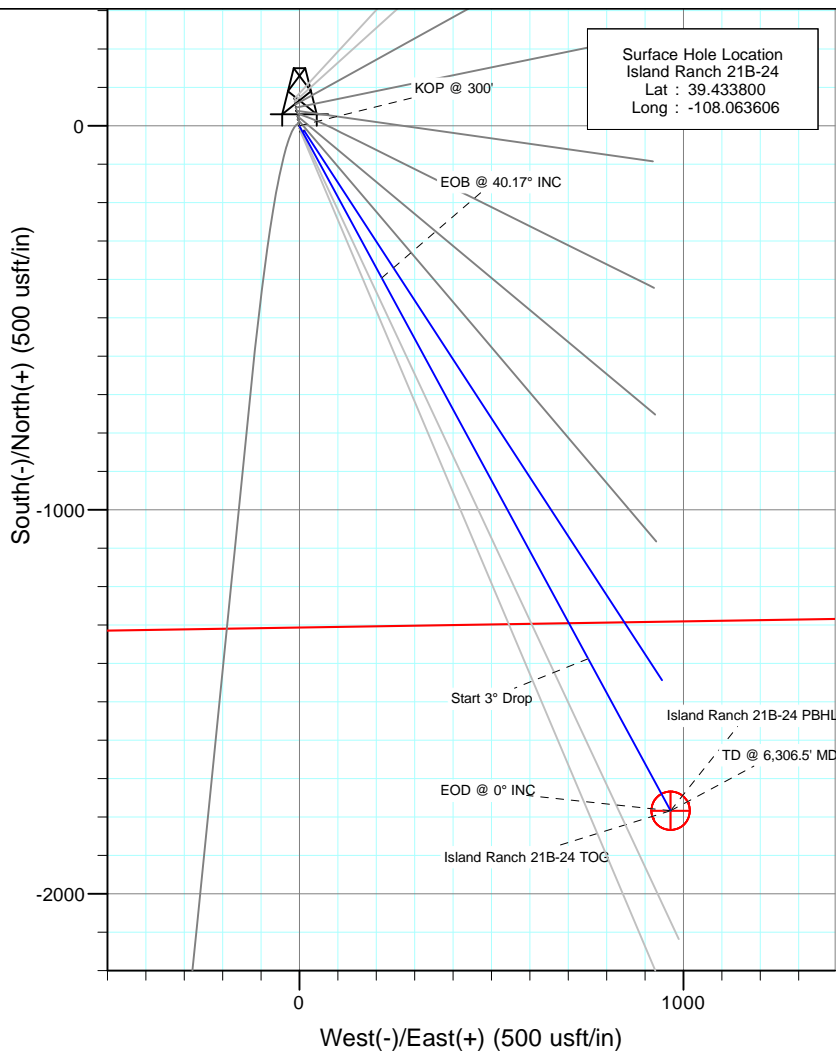 Surface Hole Location
Island Ranch 21B-24
Lat : 39.433800
Long : -108.063606
KOP @ 300'
0
EOB @ 40.17° INC
South(-)/North(+) (500 usft/in)
-1000
Start 3° Drop
Island Ranch 21B-24 PBHL
TD @ 6,306.5' MD
EOD @ 0° INC
Island Ranch 21B-24 TOG
-2000
0
1000
West(-)/East(+) (500 usft/in)